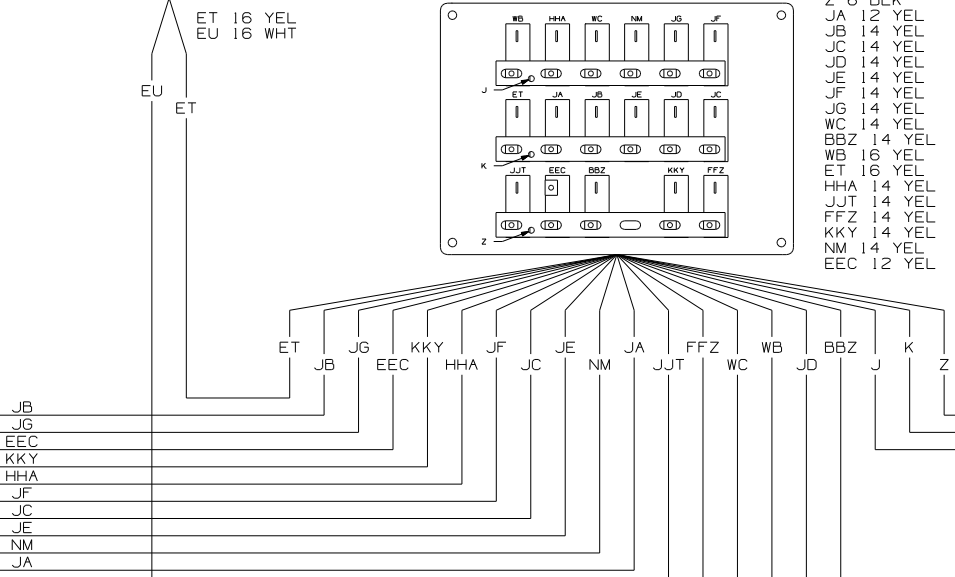 ET 16 YEL
EU 16 WHT
EU
ET
WB HHA WC NM JG JF
J
ET JA JB JE JD JC
K
JJT EEC BBZ KKY FFZ
Z
Z 6 BLK
JA 12 YEL
JB 14 YEL
JC 14 YEL
JD 14 YEL
JE 14 YEL
JF 14 YEL
JG 14 YEL
WC 14 YEL
BBZ 14 YEL
WB 16 YEL
ET 16 YEL
HHA 14 YEL
JJT 14 YEL
FFZ 14 YEL
KKY 14 YEL
NM 14 YEL
EEC 12 YEL
ET JG KKY JF JE JA FFZ WB BBZ K
JB EEC HHA JC NM JJT WC JD J Z
JB
JG
EEC
KKY
HHA
JF
JC
JE
NM
JA